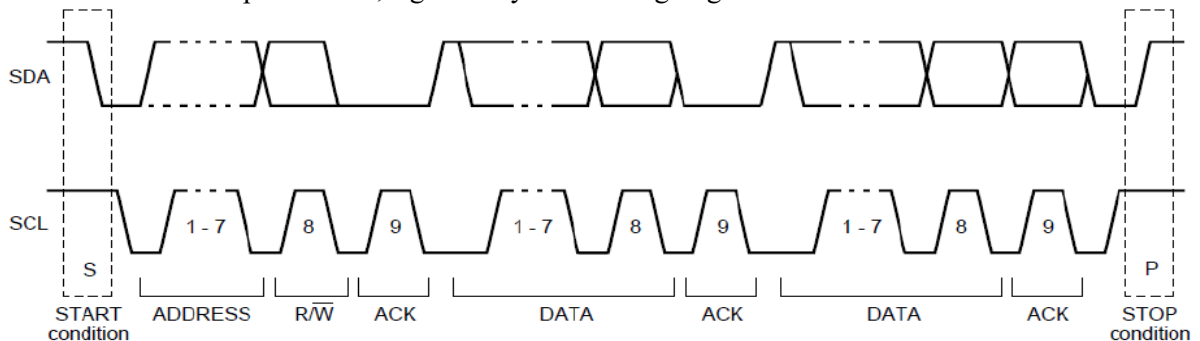 SDA
SCL
1 - 7
8
9
1 - 7
8
9
1 - 7
8
9
S
P
START
condition
ADDRESS
R/W̅
ACK
DATA
ACK
DATA
ACK
STOP
condition